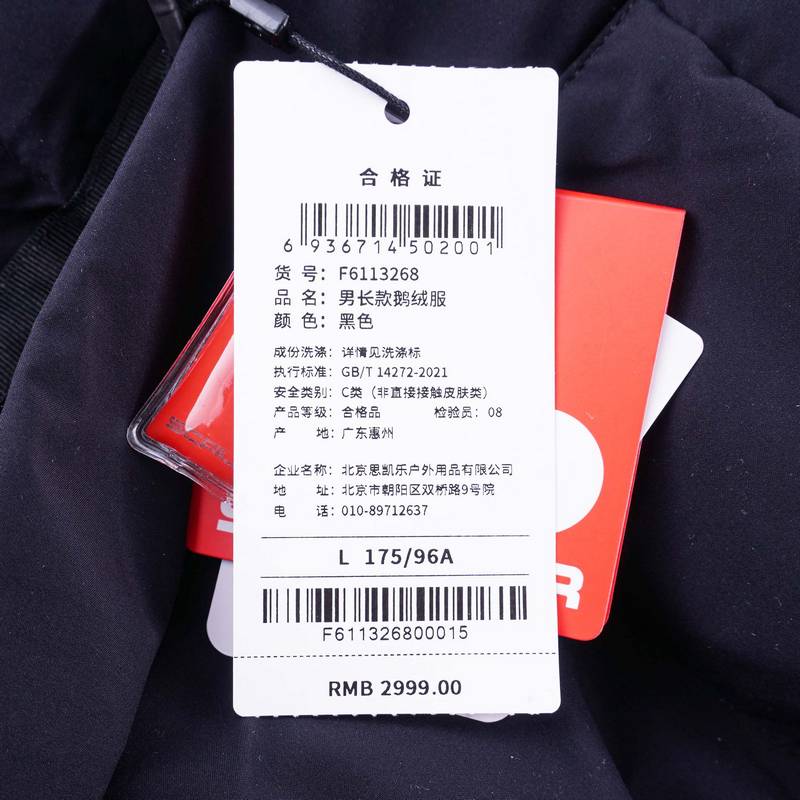 合格证
6 936714 502001
货 号：F6113268
品 名：男长款鹅绒服
颜 色：黑色
成份洗涤：详情见洗涤标
执行标准：GB/T 14272-2021
安全类别：C类（非直接接触皮肤类）
产品等级：合格品 检验员：08
产 地：广东惠州
企业名称：北京思凯乐户外用品有限公司
地 址：北京市朝阳区双桥路9号院
电 话：010-89712637
L 175/96A
F611326800015
RMB 2999.00
R